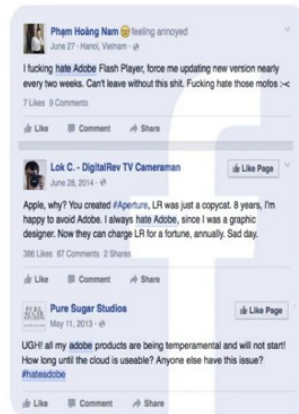 Phạm Hoàng Nam feeling annoyed
June 27 · Hanoi, Vietnam ·
I fucking hate Adobe Flash Player, force me updating new version nearly
every two weeks. Can't leave without this shit. Fucking hate those mofos :-<
7 Likes 9 Comments
Like Comment Share
Lok C. - DigitalRev TV Cameraman
Like Page
June 28, 2014 ·
Apple, why? You created #Aperture, LR was just a copycat. 8 years, I'm
happy to avoid Adobe. I always hate Adobe, since I was a graphic
designer. Now they can charge LR for a fortune, annually. Sad day.
386 Likes 67 Comments 2 Shares
Like Comment Share
PURE
SUGAR
Pure Sugar Studios
Like Page
May 11, 2013 ·
UGH! all my adobe products are being temperamental and will not start!
How long until the cloud is useable? Anyone else have this issue?
#hateadobe
Like Comment Share